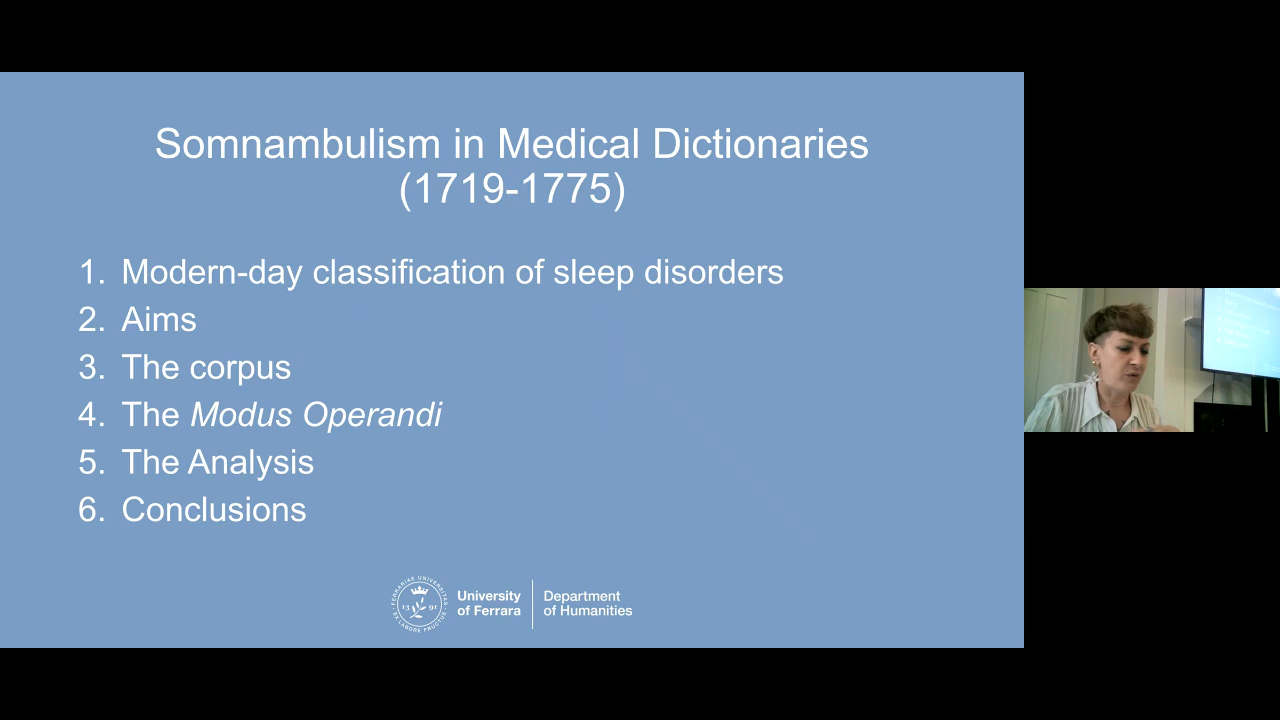 Somnambulism in Medical Dictionaries
(1719-1775)
1. Modern-day classification of sleep disorders
2. Aims
3. The corpus
4. The Modus Operandi
5. The Analysis
6. Conclusions
University
of Ferrara
Department
of Humanities